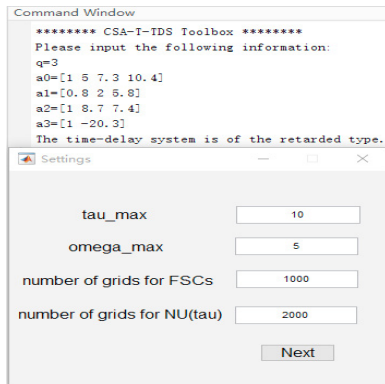 Command Window
******** CSA-T-TDS Toolbox ********
Please input the following information:
q=3
a0=[1 5 7.3 10.4]
a1=[0.8 2 5.8]
a2=[1 8.7 7.4]
a3=[1 -20.3]
The time-delay system is of the retarded type.
Settings
tau_max 10
omega_max 5
number of grids for FSCs 1000
number of grids for NU(tau) 2000
Next